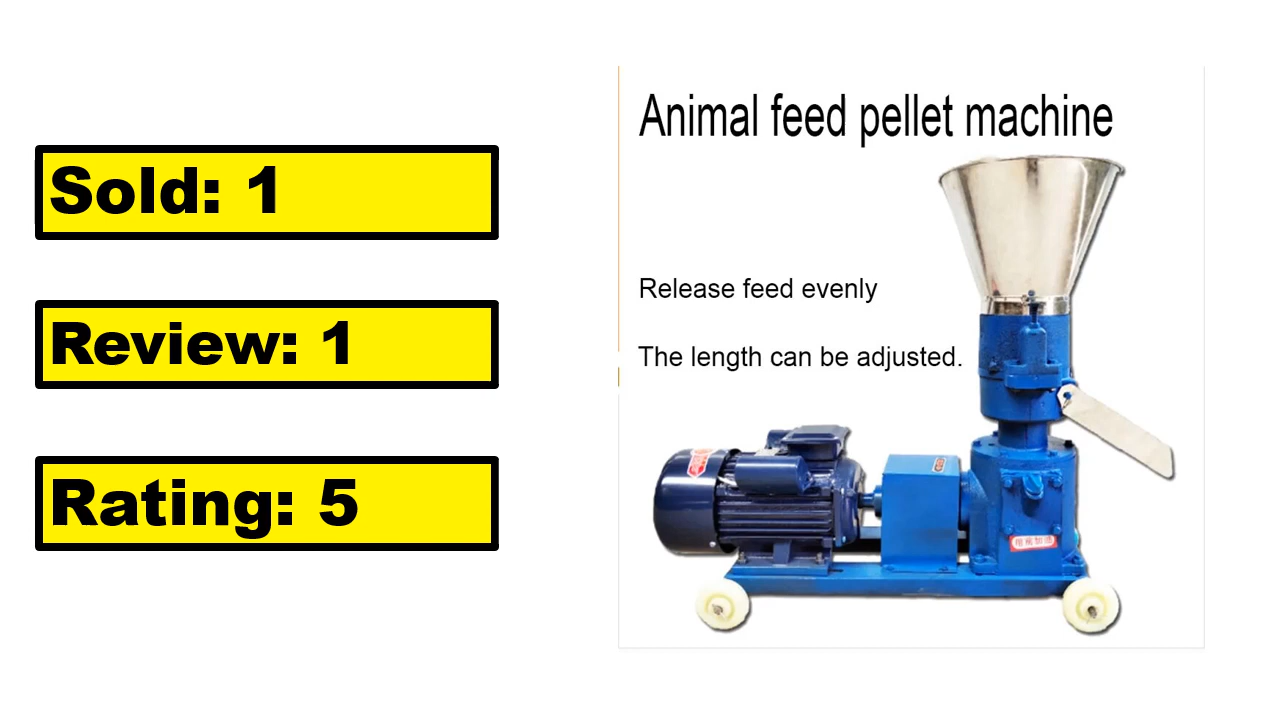 Sold: 1
Review: 1
Rating: 5
Animal feed pellet machine
Release feed evenly
The length can be adjusted.